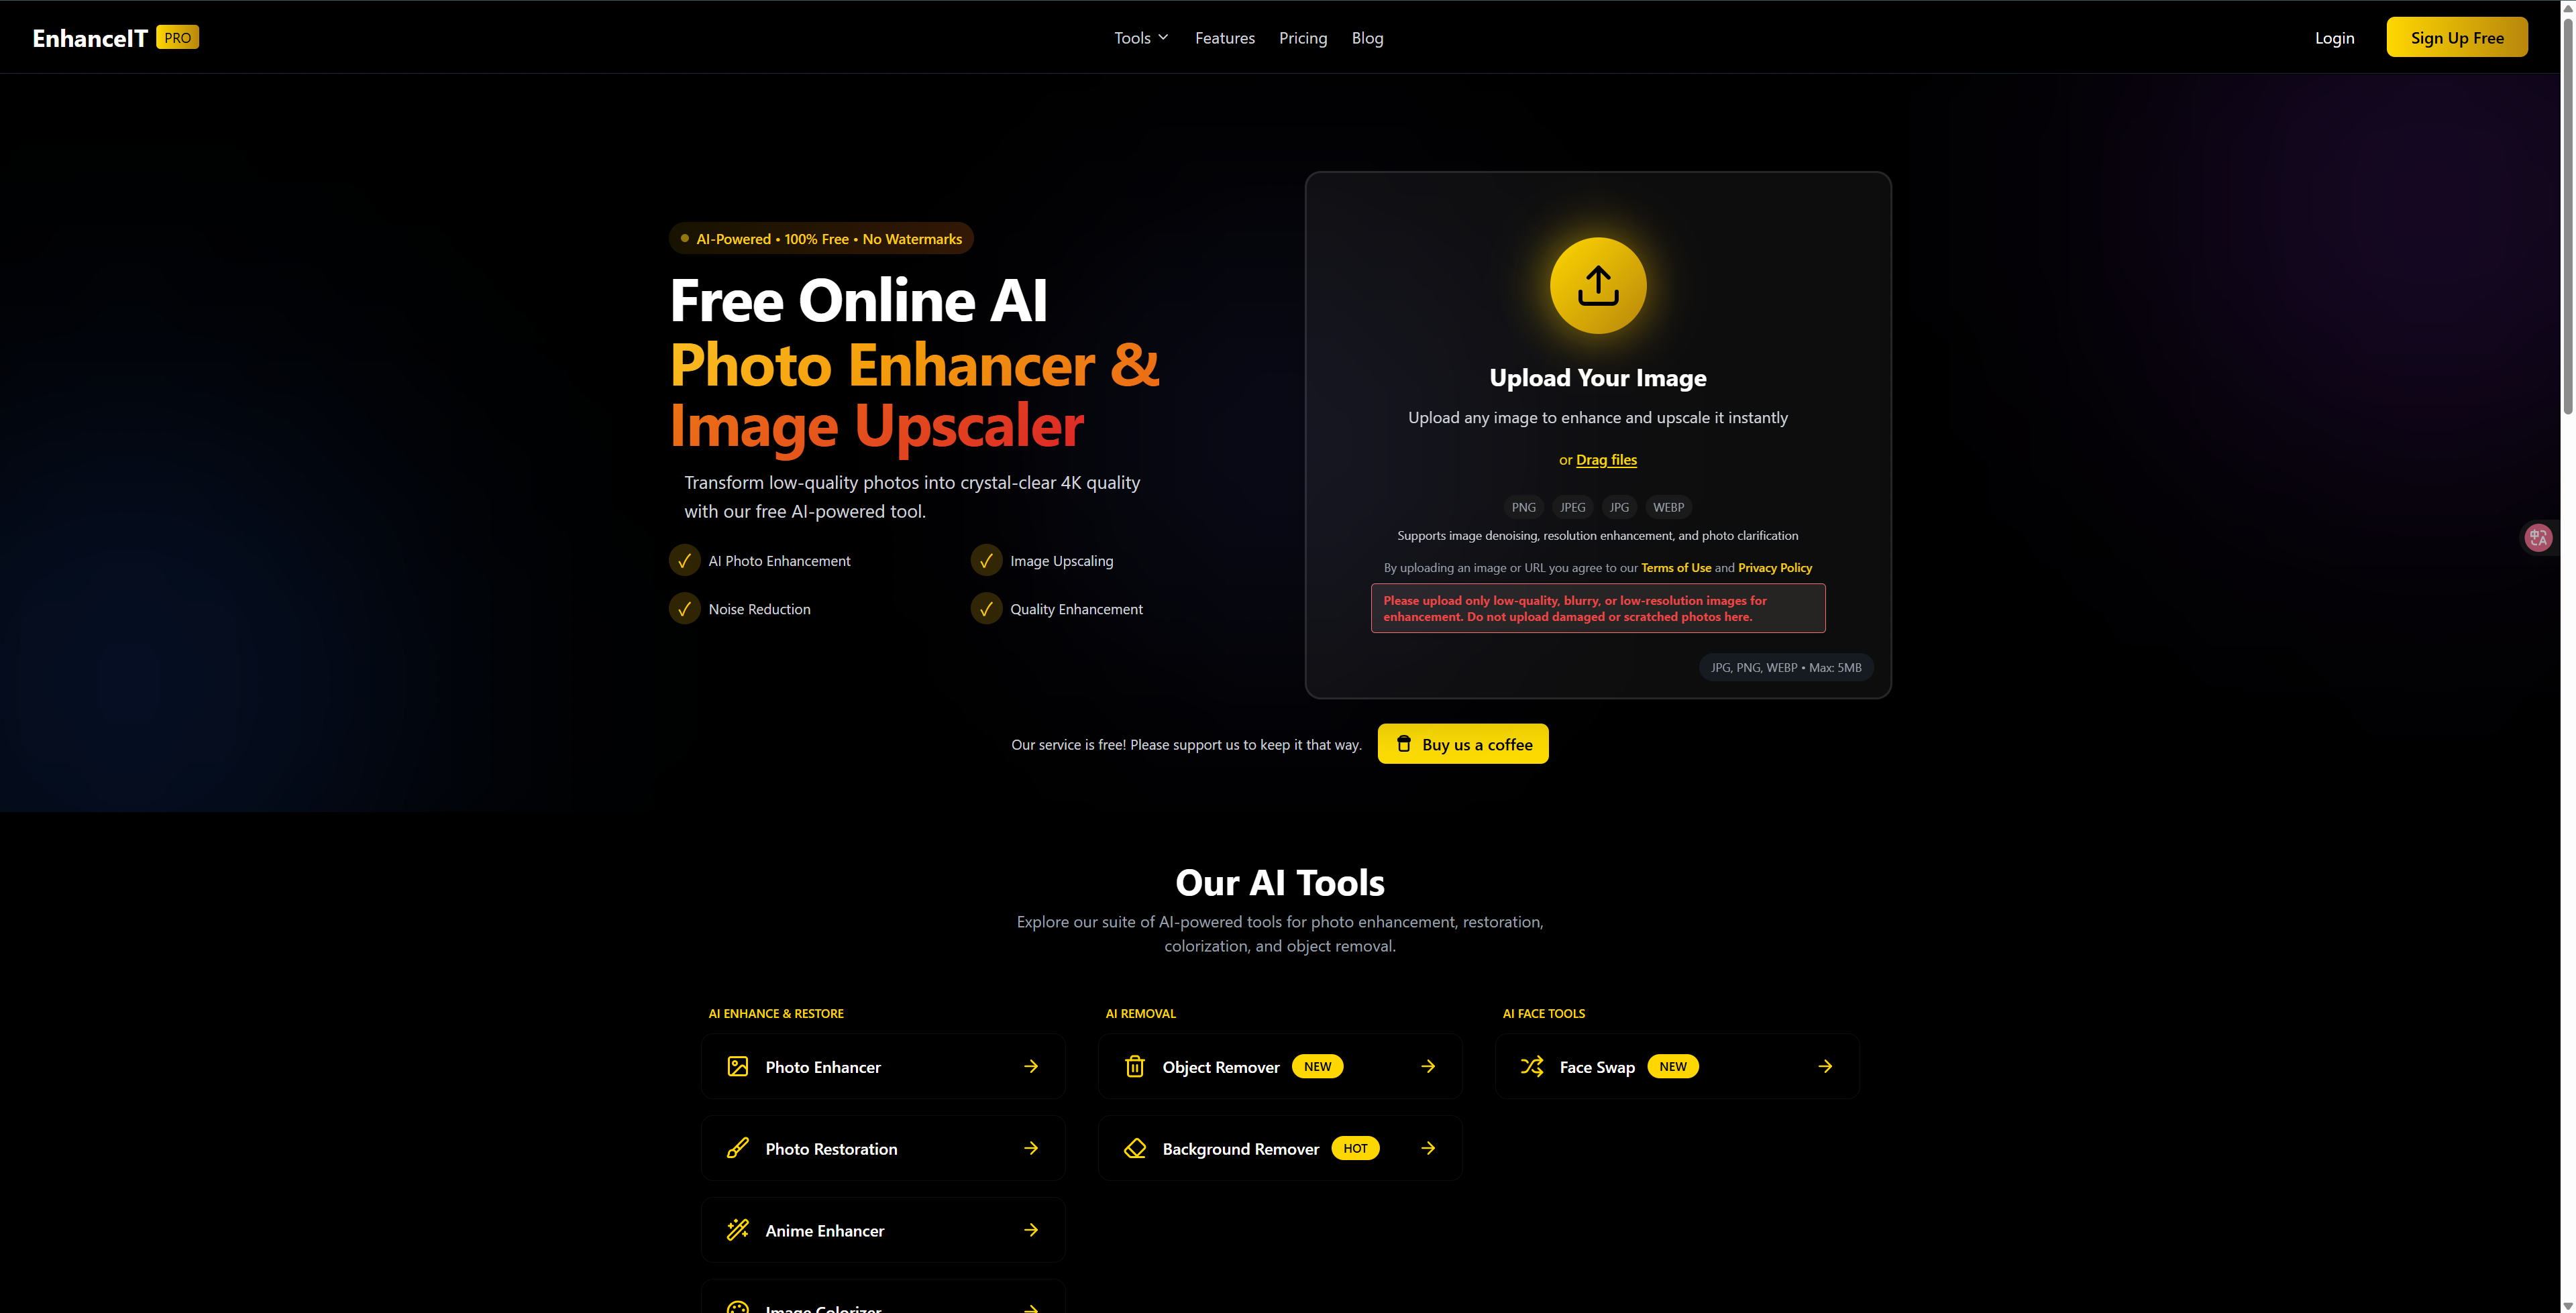 EnhanceIT PRO
Tools Features Pricing Blog
Login
Sign Up Free
AI-Powered • 100% Free • No Watermarks
Free Online AI
Photo Enhancer &
Image Upscaler
Transform low-quality photos into crystal-clear 4K quality
with our free AI-powered tool.
AI Photo Enhancement
Image Upscaling
Noise Reduction
Quality Enhancement
Upload Your Image
Upload any image to enhance and upscale it instantly
or Drag files
PNG JPEG JPG WEBP
Supports image denoising, resolution enhancement, and photo clarification
By uploading an image or URL you agree to our Terms of Use and Privacy Policy
Please upload only low-quality, blurry, or low-resolution images for
enhancement. Do not upload damaged or scratched photos here.
JPG, PNG, WEBP • Max: 5MB
Our service is free! Please support us to keep it that way.
Buy us a coffee
Our AI Tools
Explore our suite of AI-powered tools for photo enhancement, restoration,
colorization, and object removal.
AI ENHANCE & RESTORE
Photo Enhancer
Photo Restoration
Anime Enhancer
Image Colorizer
AI REMOVAL
Object Remover NEW
Background Remover HOT
AI FACE TOOLS
Face Swap NEW